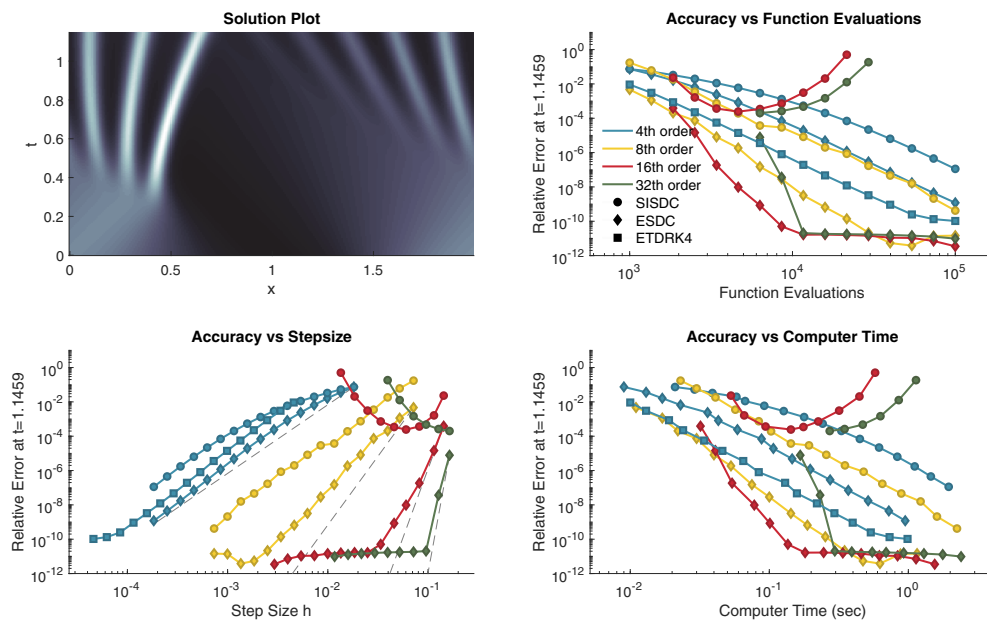 Solution Plot
1
0.8
0.6
0.4
0.2
0
t
0
0.5
1
1.5
x
Accuracy vs Function Evaluations
10^0
10^-2
10^-4
10^-6
10^-8
10^-10
10^-12
Relative Error at t=1.1459
4th order
8th order
16th order
32th order
SISDC
ESDC
ETDRK4
10^3
10^4
10^5
Function Evaluations
Accuracy vs Stepsize
10^0
10^-2
10^-4
10^-6
10^-8
10^-10
10^-12
Relative Error at t=1.1459
10^-4
10^-3
10^-2
10^-1
Step Size h
Accuracy vs Computer Time
10^0
10^-2
10^-4
10^-6
10^-8
10^-10
10^-12
Relative Error at t=1.1459
10^-2
10^-1
10^0
Computer Time (sec)